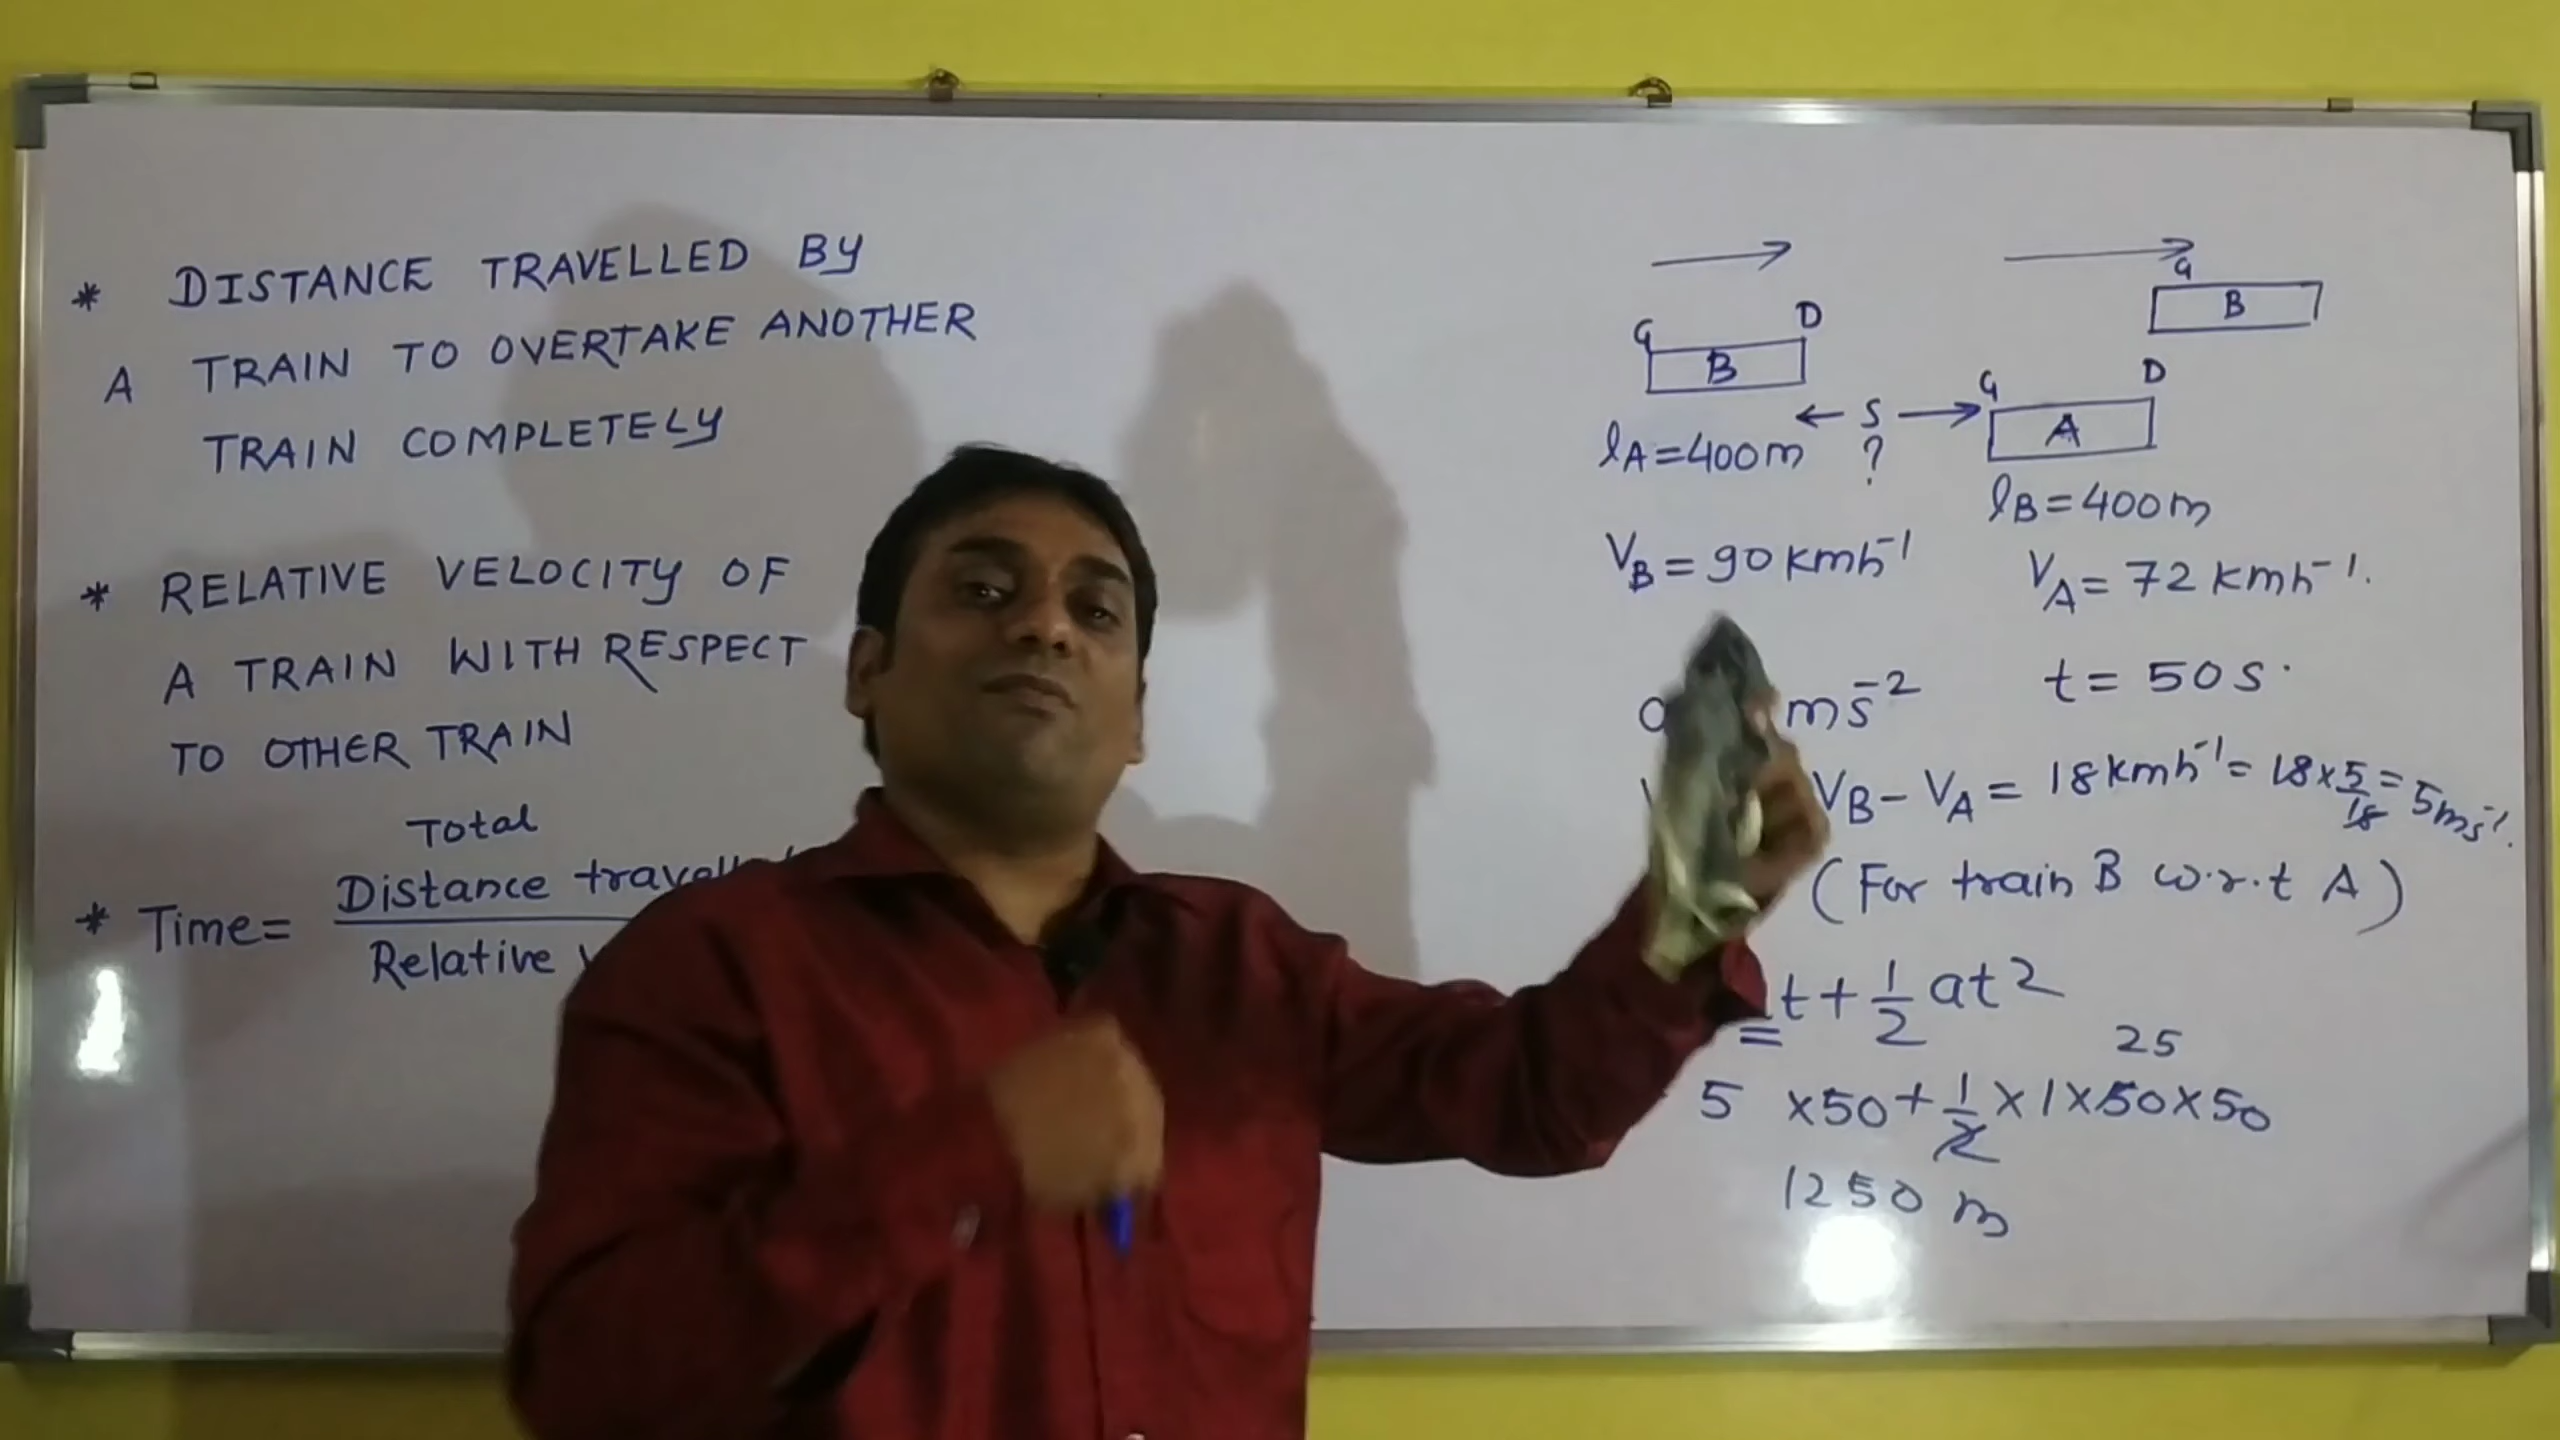 * DISTANCE TRAVELLED BY
A TRAIN TO OVERTAKE ANOTHER
TRAIN COMPLETELY
* RELATIVE VELOCITY OF
A TRAIN WITH RESPECT
TO OTHER TRAIN
Total
* Time = Distance travell
Relative
G D
B
G
B
← S → G D
A
?
lA = 400m
lB = 400m
VB = 90 kmh⁻¹
VA = 72 kmh⁻¹.
ms⁻² t = 50 s.
VB - VA = 18 kmh⁻¹ = 18 × 5/18 = 5 ms⁻¹.
(For train B w.r.t A)
= t + 1/2 at²
25
5 × 50 + 1/2 × 1 × 50 × 50
1250 m